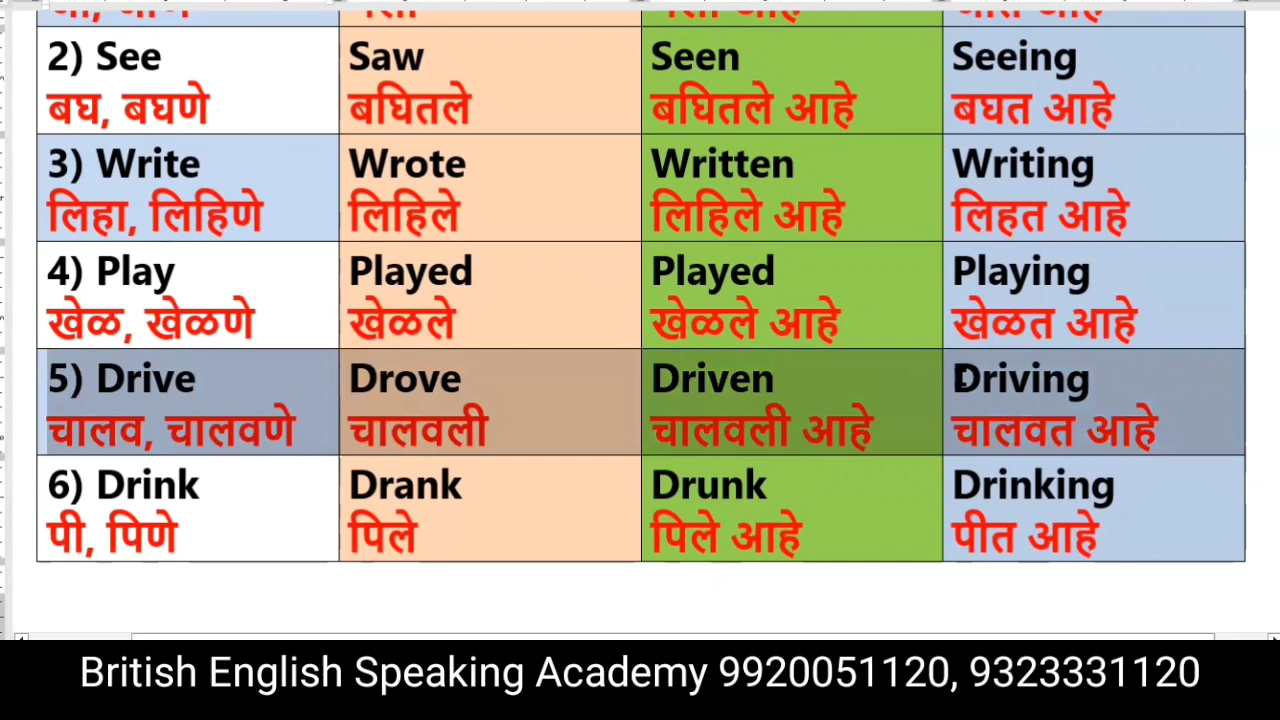 2) See Saw Seen Seeing
बघ, बघणे बघितले बघितले आहे बघत आहे
3) Write Wrote Written Writing
लिहा, लिहिणे लिहिले लिहिले आहे लिहत आहे
4) Play Played Played Playing
खेळ, खेळणे खेळले खेळले आहे खेळत आहे
5) Drive Drove Driven Driving
चालव, चालवणे चालवली चालवली आहे चालवत आहे
6) Drink Drank Drunk Drinking
पी, पिणे पिले पिले आहे पीत आहे
British English Speaking Academy 9920051120, 9323331120